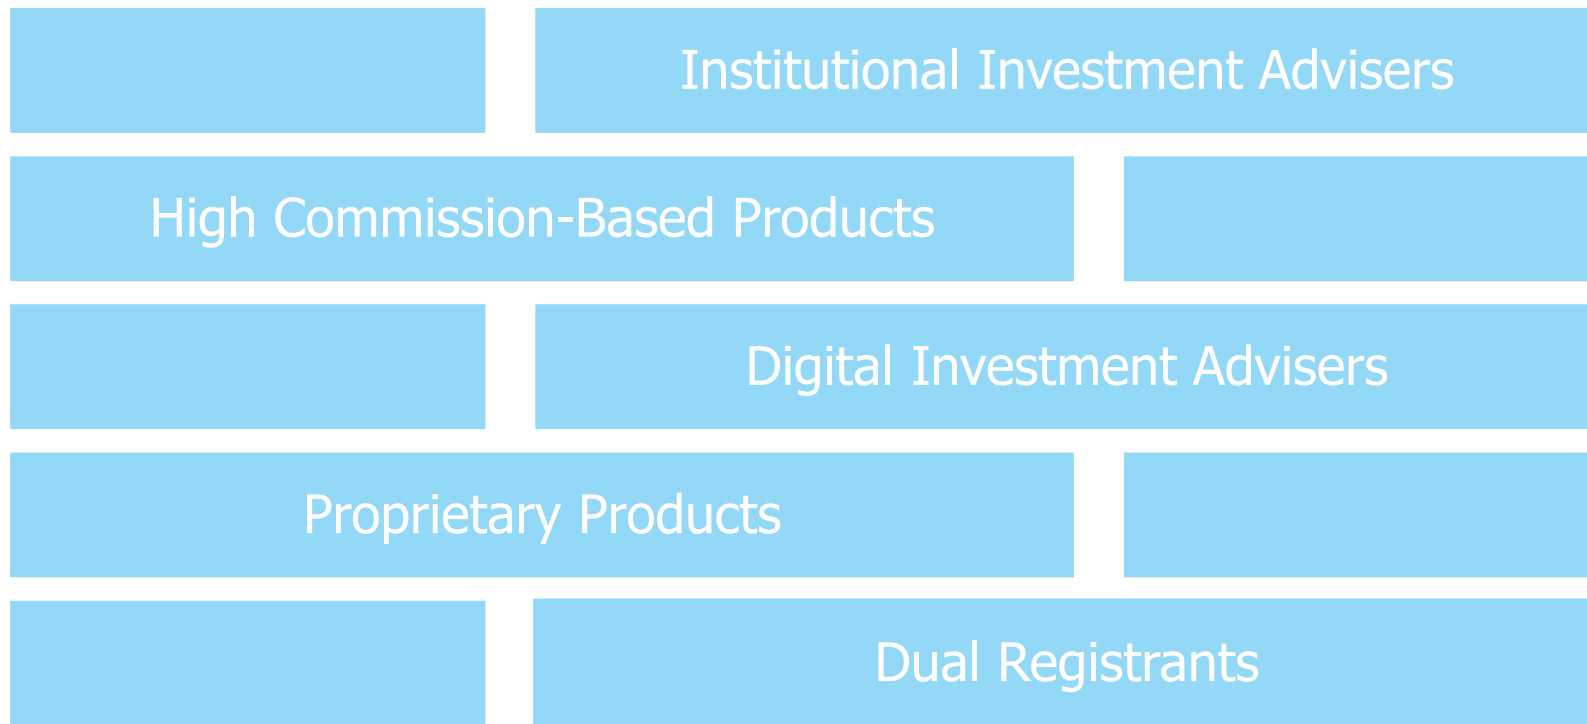 Institutional Investment Advisers
High Commission-Based Products
Digital Investment Advisers
Proprietary Products
Dual Registrants